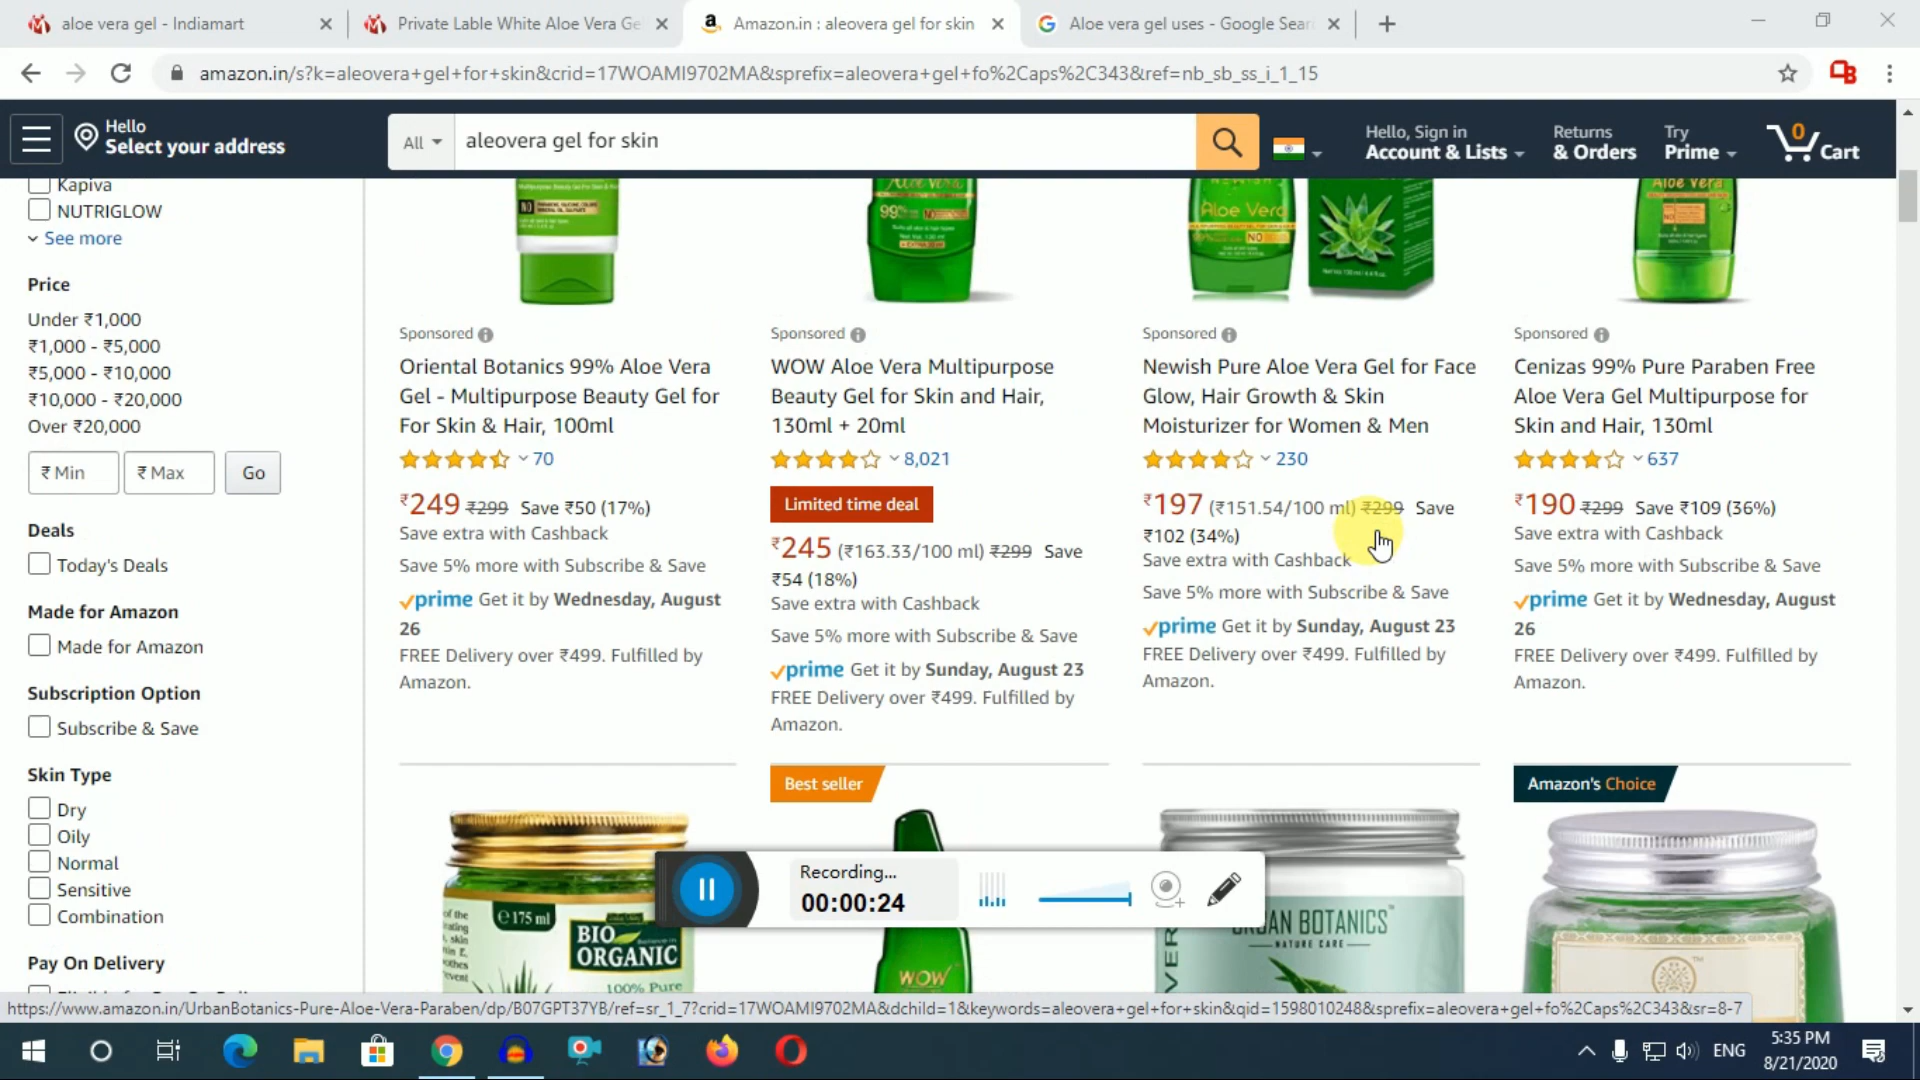 aloe vera gel - Indiamart
Private Lable White Aloe Vera Ge
Amazon.in : aleovera gel for skin
Aloe vera gel uses - Google Sear
amazon.in/s?k=aleovera+gel+for+skin&crid=17WOAMI9702MA&sprefix=aleovera+gel+fo%2Caps%2C343&ref=nb_sb_ss_i_1_15
Hello
Select your address
All
aleovera gel for skin
Hello, Sign in
Account & Lists
Returns
& Orders
Try
Prime
0
Cart
Kapiva
NUTRIGLOW
See more
Price
Under ₹1,000
₹1,000 - ₹5,000
₹5,000 - ₹10,000
₹10,000 - ₹20,000
Over ₹20,000
₹ Min
₹ Max
Go
Deals
Today's Deals
Made for Amazon
Made for Amazon
Subscription Option
Subscribe & Save
Skin Type
Dry
Oily
Normal
Sensitive
Combination
Pay On Delivery
NO
Aloe Vera
99%
NO
Aloe Vera
NO
Aloe Vera
Sponsored
Oriental Botanics 99% Aloe Vera
Gel - Multipurpose Beauty Gel for
For Skin & Hair, 100ml
70
₹249 ₹299 Save ₹50 (17%)
Save extra with Cashback
Save 5% more with Subscribe & Save
prime Get it by Wednesday, August
26
FREE Delivery over ₹499. Fulfilled by
Amazon.
Sponsored
WOW Aloe Vera Multipurpose
Beauty Gel for Skin and Hair,
130ml + 20ml
8,021
Limited time deal
₹245 (₹163.33/100 ml) ₹299 Save
₹54 (18%)
Save extra with Cashback
Save 5% more with Subscribe & Save
prime Get it by Sunday, August 23
FREE Delivery over ₹499. Fulfilled by
Amazon.
Sponsored
Newish Pure Aloe Vera Gel for Face
Glow, Hair Growth & Skin
Moisturizer for Women & Men
230
₹197 (₹151.54/100 ml) ₹299 Save
₹102 (34%)
Save extra with Cashback
Save 5% more with Subscribe & Save
prime Get it by Sunday, August 23
FREE Delivery over ₹499. Fulfilled by
Amazon.
Sponsored
Cenizas 99% Pure Paraben Free
Aloe Vera Gel Multipurpose for
Skin and Hair, 130ml
637
₹190 ₹299 Save ₹109 (36%)
Save extra with Cashback
Save 5% more with Subscribe & Save
prime Get it by Wednesday, August
26
FREE Delivery over ₹499. Fulfilled by
Amazon.
Best seller
Amazon's Choice
175 ml
BIO
ORGANIC
100% Pure
WOW
BOTANICS
NATURE CARE
Recording...
00:00:24
https://www.amazon.in/UrbanBotanics-Pure-Aloe-Vera-Paraben/dp/B07GPT37YB/ref=sr_1_7?crid=17WOAMI9702MA&dchild=1&keywords=aleovera+gel+for+skin&qid=1598010248&sprefix=aleovera+gel+fo%2Caps%2C343&sr=8-7
ENG
5:35 PM
8/21/2020